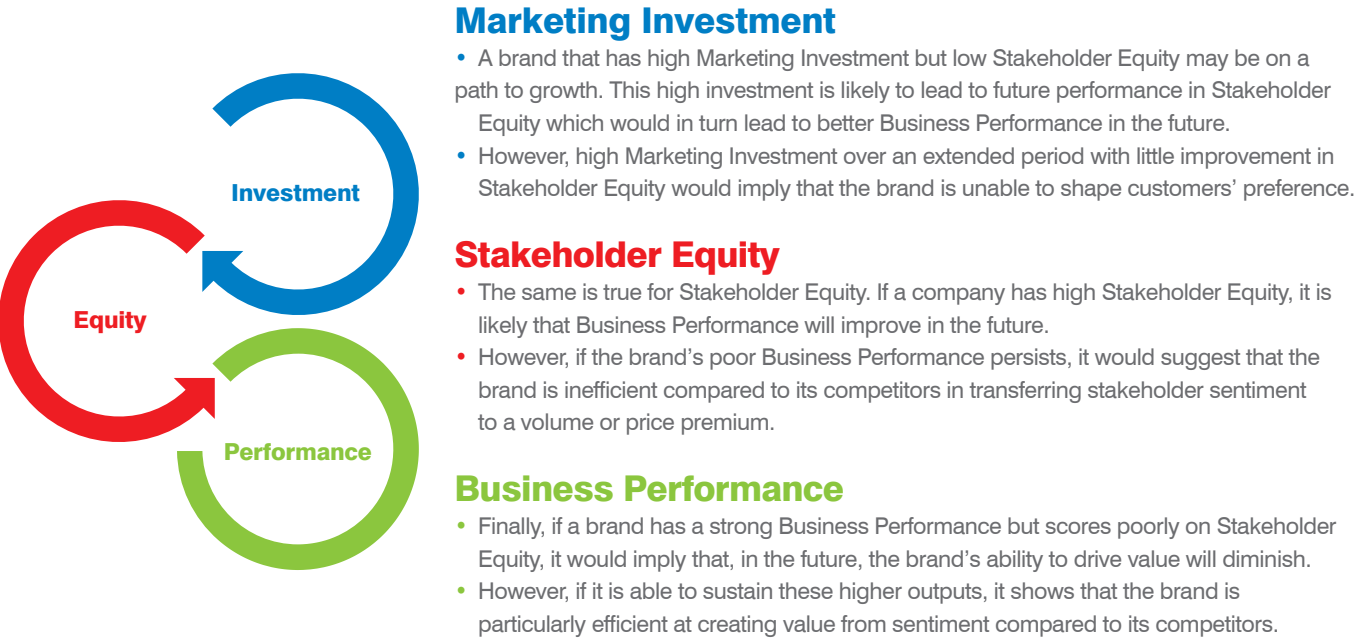 Marketing Investment
• A brand that has high Marketing Investment but low Stakeholder Equity may be on a
path to growth. This high investment is likely to lead to future performance in Stakeholder
Equity which would in turn lead to better Business Performance in the future.
• However, high Marketing Investment over an extended period with little improvement in
Stakeholder Equity would imply that the brand is unable to shape customers’ preference.
Investment
Stakeholder Equity
• The same is true for Stakeholder Equity. If a company has high Stakeholder Equity, it is
likely that Business Performance will improve in the future.
• However, if the brand’s poor Business Performance persists, it would suggest that the
brand is inefficient compared to its competitors in transferring stakeholder sentiment
to a volume or price premium.
Equity
Performance
Business Performance
• Finally, if a brand has a strong Business Performance but scores poorly on Stakeholder
Equity, it would imply that, in the future, the brand’s ability to drive value will diminish.
• However, if it is able to sustain these higher outputs, it shows that the brand is
particularly efficient at creating value from sentiment compared to its competitors.